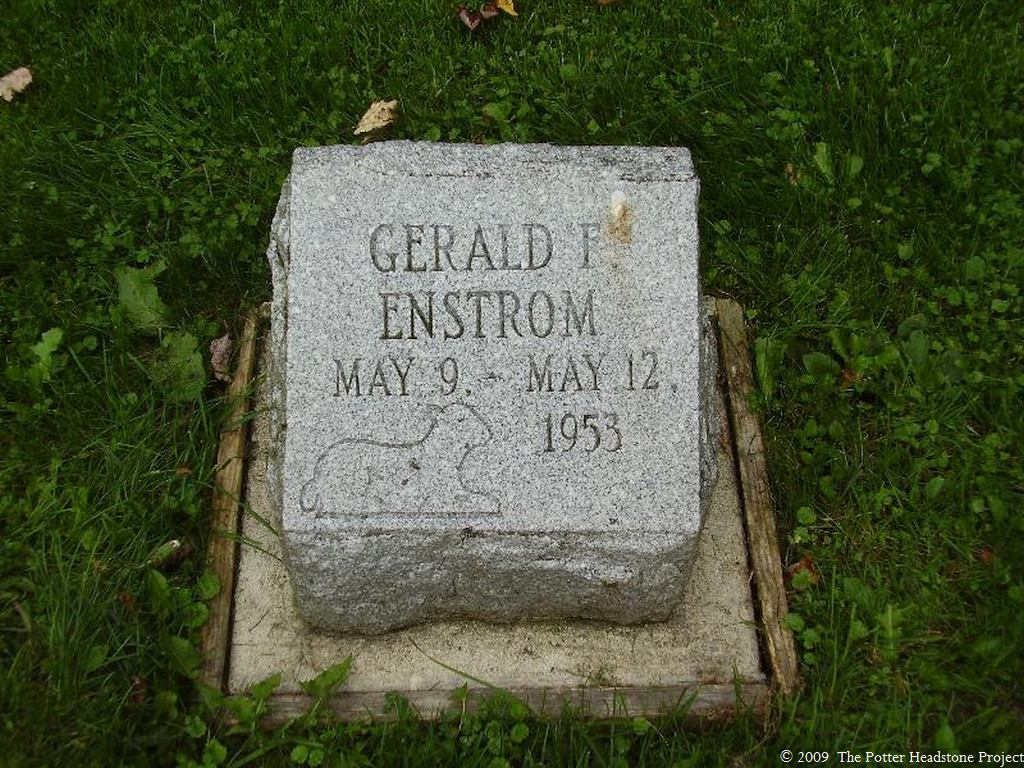 GERALD F
ENSTROM
MAY 9. - MAY 12.
1953
© 2009 The Potter Headstone Project